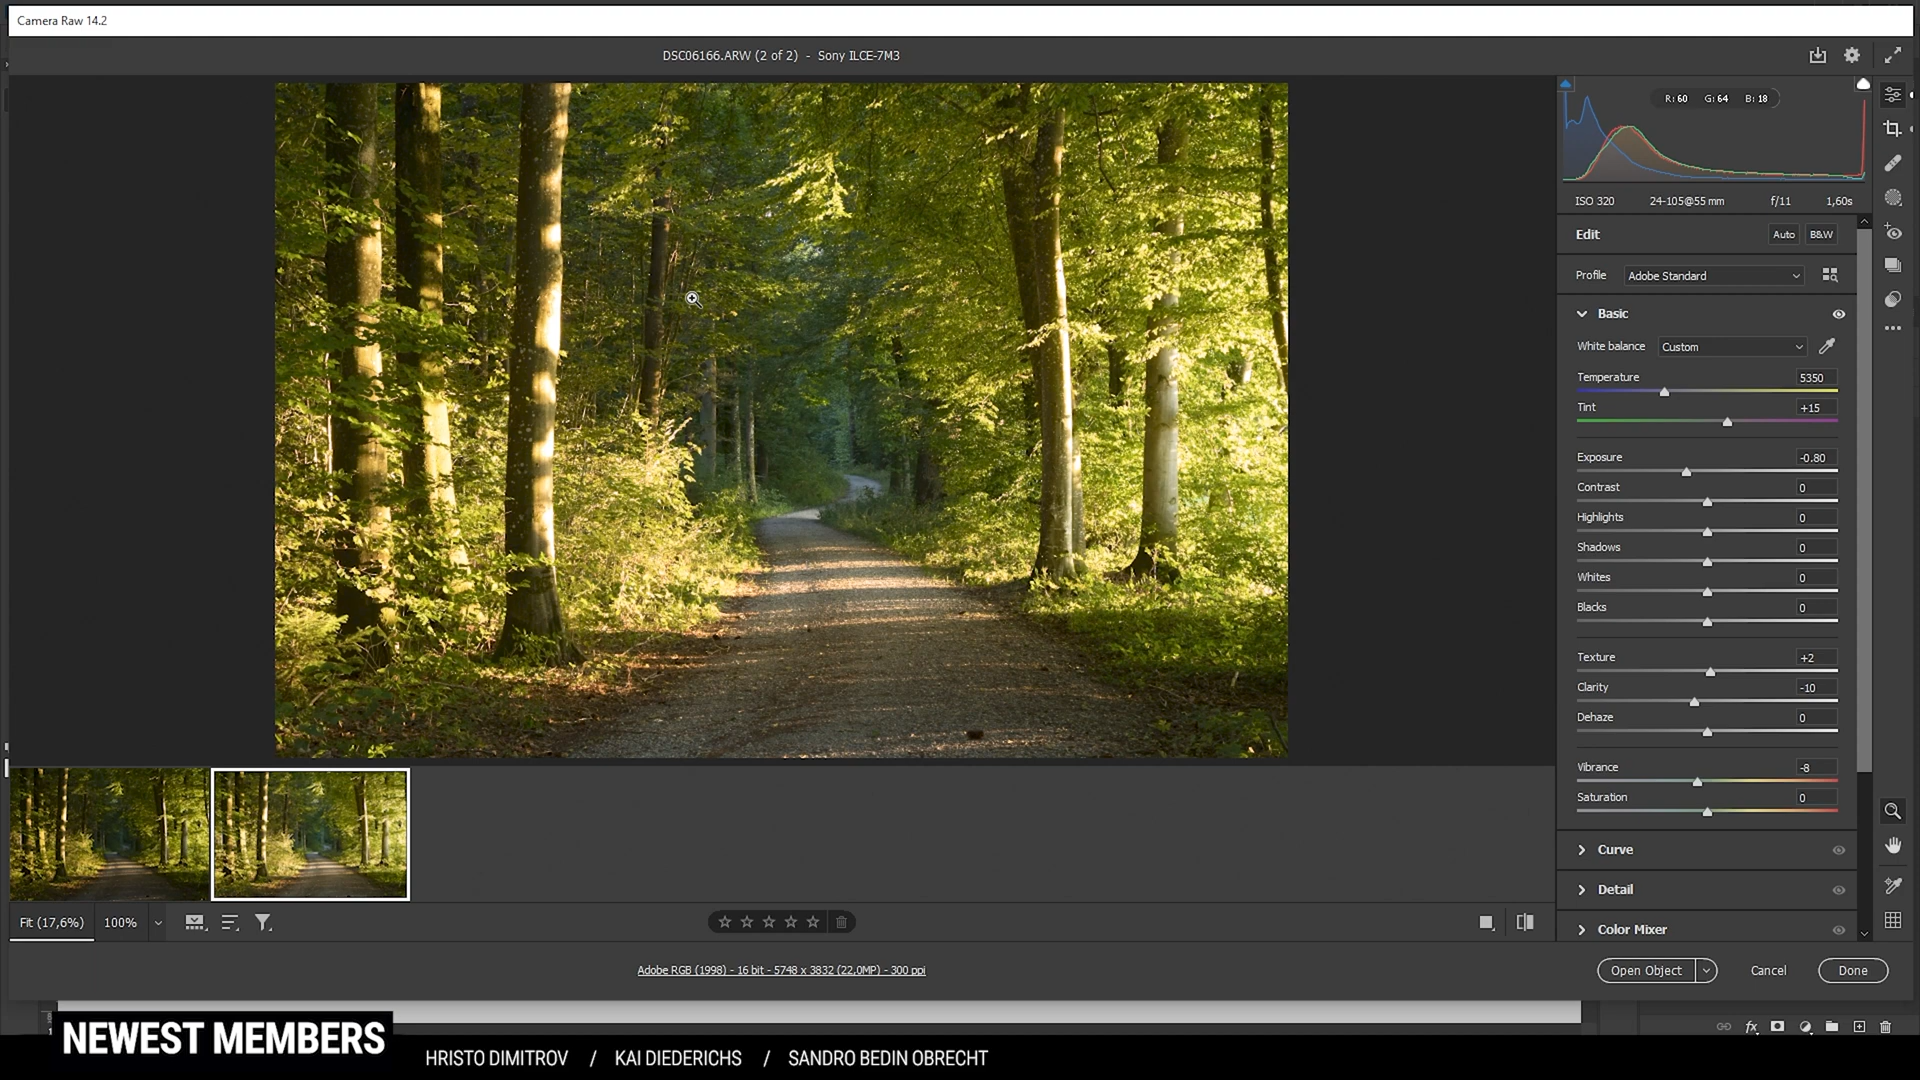 Camera Raw 14.2
DSC06166.ARW (2 of 2) - Sony ILCE-7M3
R: 60 G: 64 B: 18
ISO 320 24-105@55 mm f/11 1,60s
Edit Auto B&W
Profile Adobe Standard
Basic
White balance Custom
Temperature 5350
Tint +15
Exposure -0.80
Contrast 0
Highlights 0
Shadows 0
Whites 0
Blacks 0
Texture +2
Clarity -10
Dehaze 0
Vibrance -8
Saturation 0
Curve
Detail
Color Mixer
Fit (17,6%) 100%
Adobe RGB (1998) - 16 bit - 5748 x 3832 (22,0MP) - 300 ppi
Open Object Cancel Done
fx
NEWEST MEMBERS
HRISTO DIMITROV / KAI DIEDERICHS / SANDRO BEDIN OBRECHT